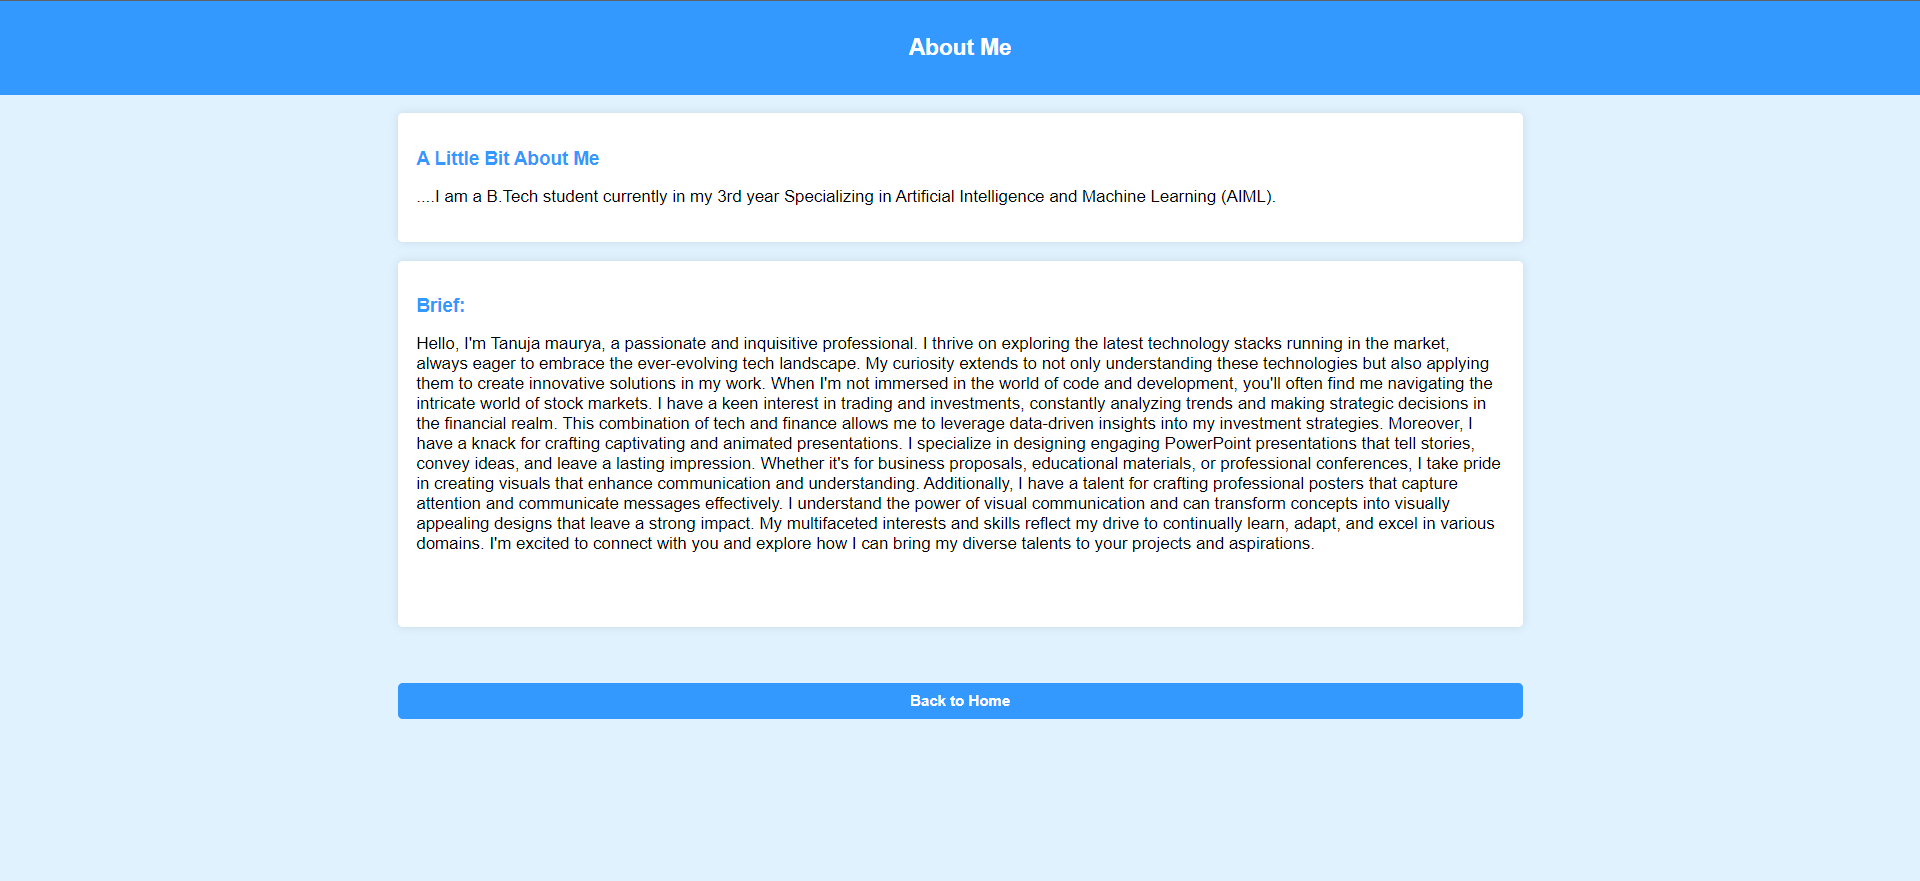 About Me
A Little Bit About Me
....I am a B.Tech student currently in my 3rd year Specializing in Artificial Intelligence and Machine Learning (AIML).
Brief:
Hello, I'm Tanuja maurya, a passionate and inquisitive professional. I thrive on exploring the latest technology stacks running in the market,
always eager to embrace the ever-evolving tech landscape. My curiosity extends to not only understanding these technologies but also applying
them to create innovative solutions in my work. When I'm not immersed in the world of code and development, you'll often find me navigating the
intricate world of stock markets. I have a keen interest in trading and investments, constantly analyzing trends and making strategic decisions in
the financial realm. This combination of tech and finance allows me to leverage data-driven insights into my investment strategies. Moreover, I
have a knack for crafting captivating and animated presentations. I specialize in designing engaging PowerPoint presentations that tell stories,
convey ideas, and leave a lasting impression. Whether it's for business proposals, educational materials, or professional conferences, I take pride
in creating visuals that enhance communication and understanding. Additionally, I have a talent for crafting professional posters that capture
attention and communicate messages effectively. I understand the power of visual communication and can transform concepts into visually
appealing designs that leave a strong impact. My multifaceted interests and skills reflect my drive to continually learn, adapt, and excel in various
domains. I'm excited to connect with you and explore how I can bring my diverse talents to your projects and aspirations.
Back to Home